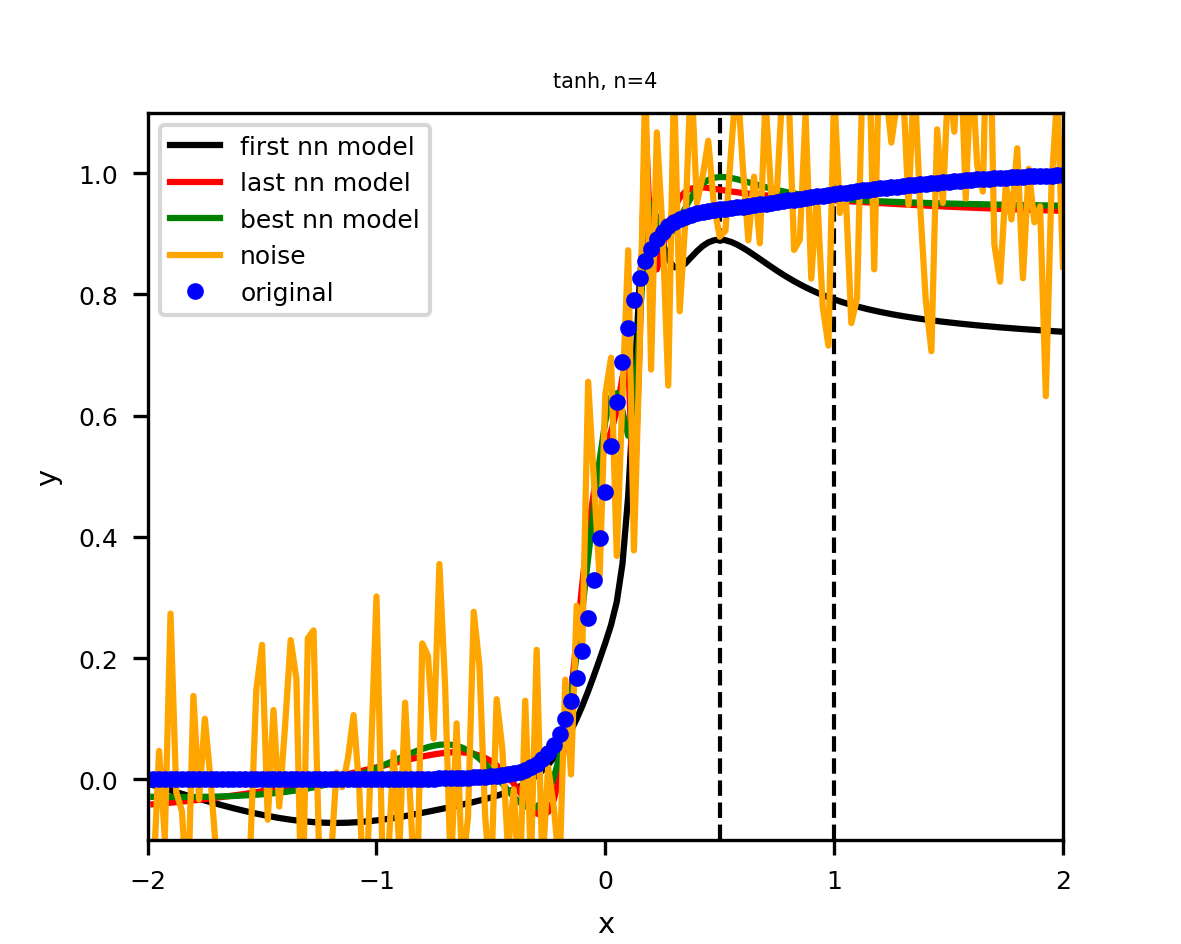 tanh, n=4
first nn model
last nn model
best nn model
noise
original
1.0
0.8
0.6
0.4
0.2
0.0
y
−2
−1
0
1
2
x